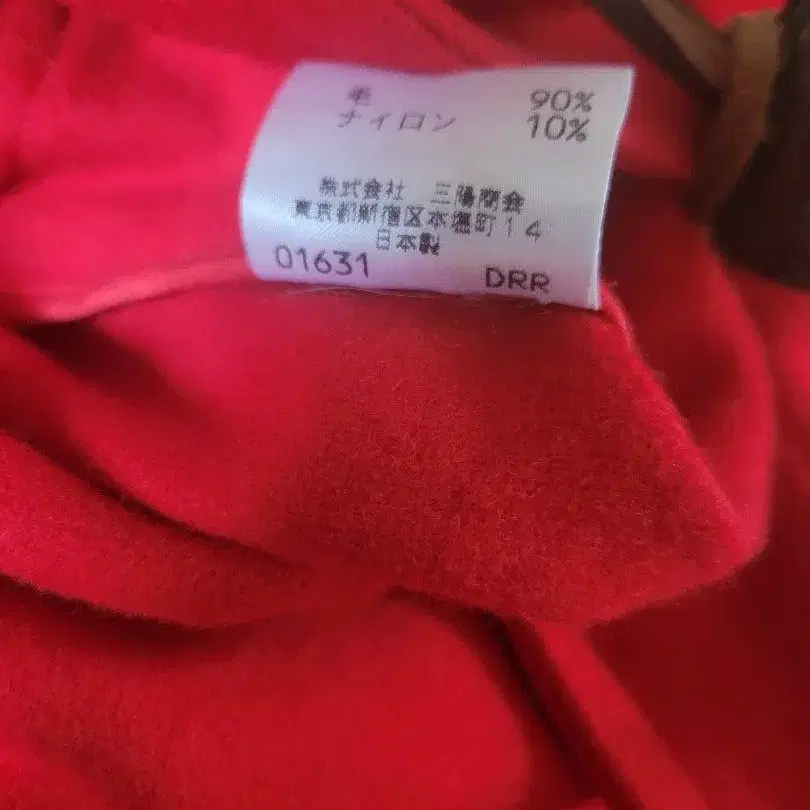 毛 90%
ナイロン 10%
株式会社 三陽商会
東京都新宿区本塩町14
日本製
01631 DRR